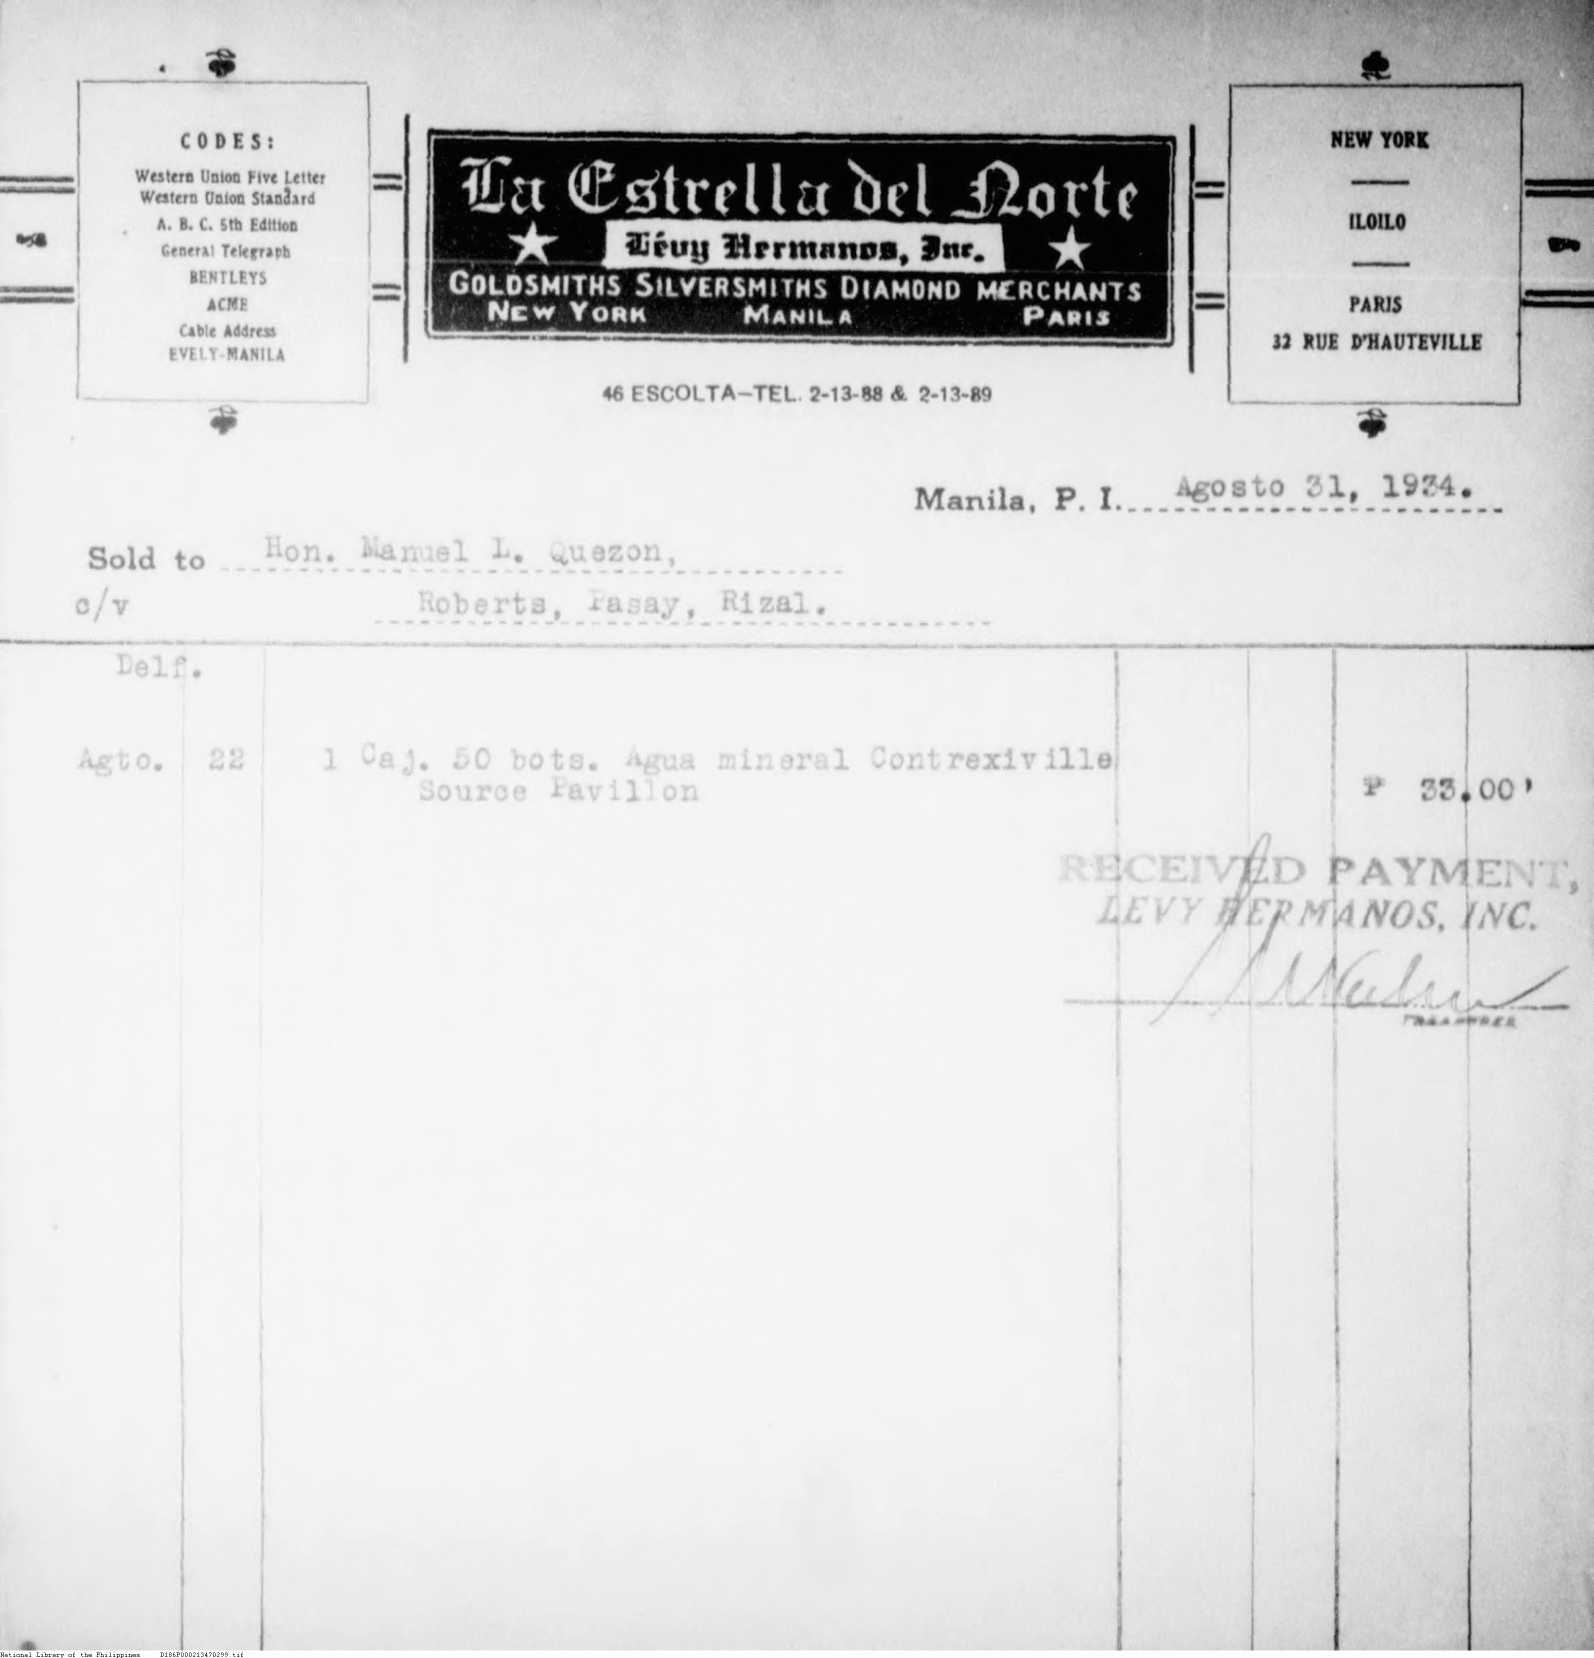 CODES:
Western Union Five Letter
Western Union Standard
A. B. C. 5th Edition
General Telegraph
BENTLEYS
ACME
Cable Address
EVELY-MANILA
La Estrella del Norte
Lévy Hermanos, Inc.
GOLDSMITHS SILVERSMITHS DIAMOND MERCHANTS
NEW YORK MANILA PARIS
46 ESCOLTA—TEL. 2-13-88 & 2-13-89
NEW YORK
ILOILO
PARIS
32 RUE D'HAUTEVILLE
Manila, P. I. Agosto 31, 1934.
Sold to Hon. Manuel L. Quezon,
c/v Roberts, Pasay, Rizal.
Delf.
Agto. 22 1 Caj. 50 bots. Agua mineral Contrexiville
Source Pavillon ₱ 33.00
RECEIVED PAYMENT,
LEVY HERMANOS, INC.
TREASURER
National Library of the Philippines D186P000213470299.tif